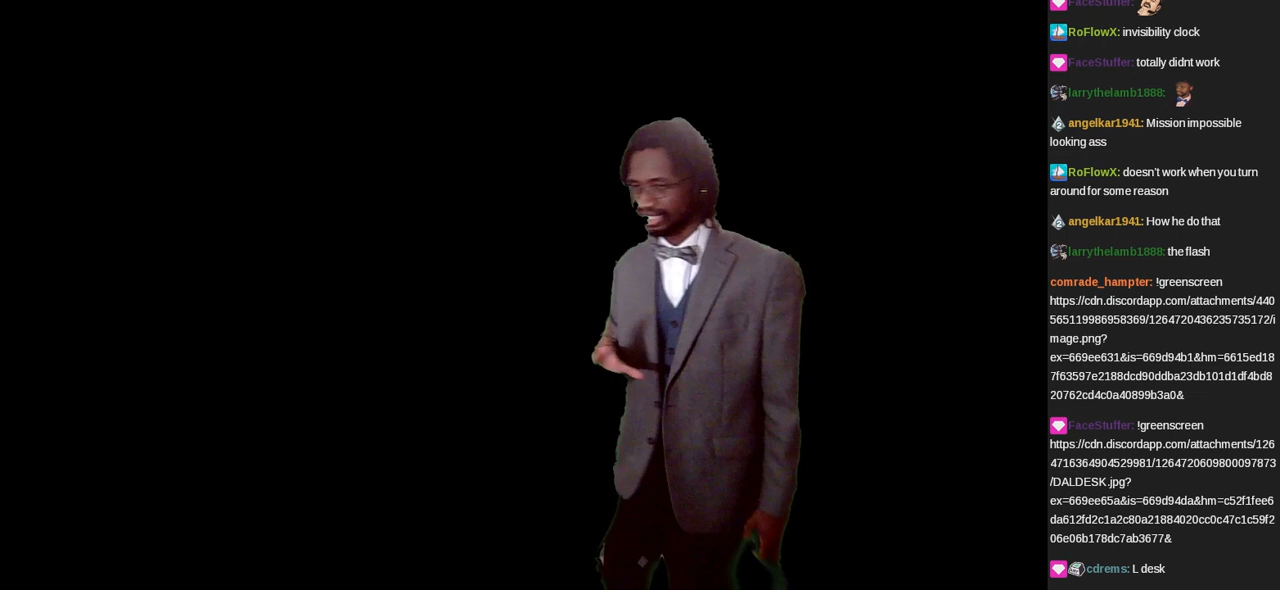 FaceStuffer:
RoFlowX: invisibility clock
FaceStuffer: totally didnt work
larrythelamb1888:
angelkar1941: Mission impossible
looking ass
RoFlowX: doesn't work when you turn
around for some reason
angelkar1941: How he do that
larrythelamb1888: the flash
comrade_hampter: !greenscreen
https://cdn.discordapp.com/attachments/440
565119986958369/1264720436235735172/i
mage.png?
ex=669ee631&is=669d94b1&hm=6615ed18
7f63597e2188dcd90ddba23db101d1df4bd8
20762cd4c0a40899b3a0&
FaceStuffer: !greenscreen
https://cdn.discordapp.com/attachments/126
4716364904529981/1264720609800097873
/DALDESK.jpg?
ex=669ee65a&is=669d94da&hm=c52f1fee6
da612fd2c1a2c80a21884020cc0c47c1c59f2
06e06b178dc7ab3677&
cdrems: L desk